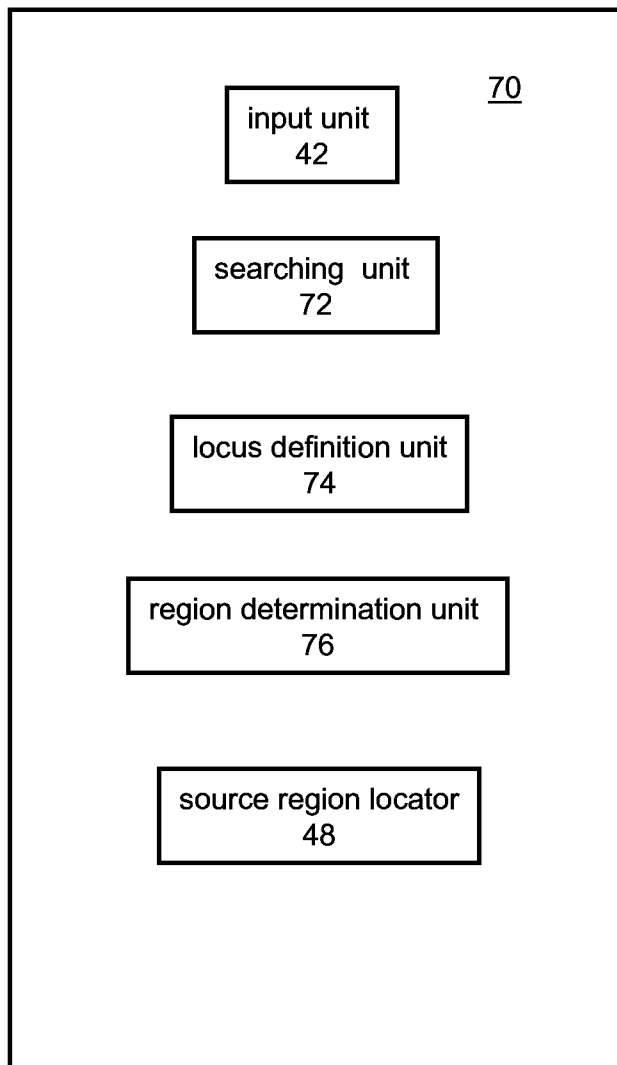 70
input unit
42
searching unit
72
locus definition unit
74
region determination unit
76
source region locator
48